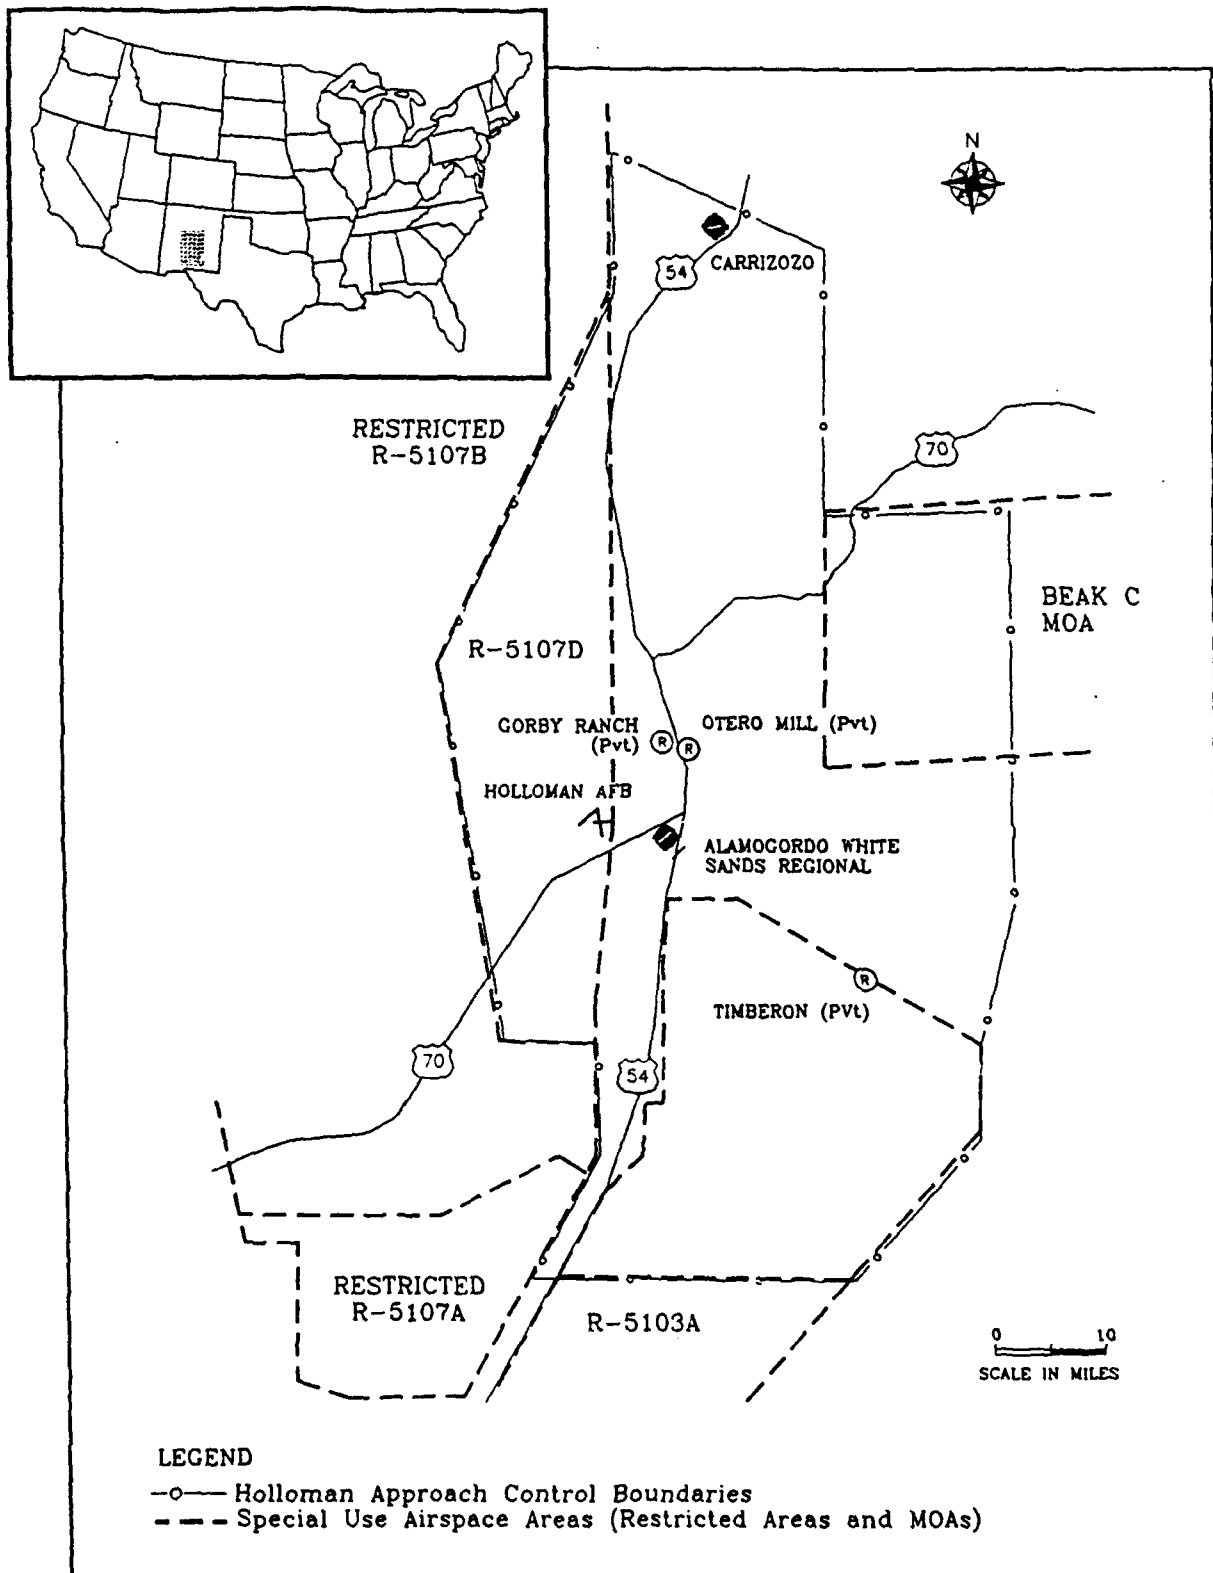 N
CARRIZOZO
54
RESTRICTED
R-5107B
70
BEAK C
MOA
R-5107D
GORBY RANCH
(Pvt)
R
R
OTERO MILL (Pvt)
HOLLOMAN AFB
ALAMOGORDO WHITE
SANDS REGIONAL
R
TIMBERON (PVt)
70
54
RESTRICTED
R-5107A
R-5103A
0 10
SCALE IN MILES
LEGEND
Holloman Approach Control Boundaries
Special Use Airspace Areas (Restricted Areas and MOAs)